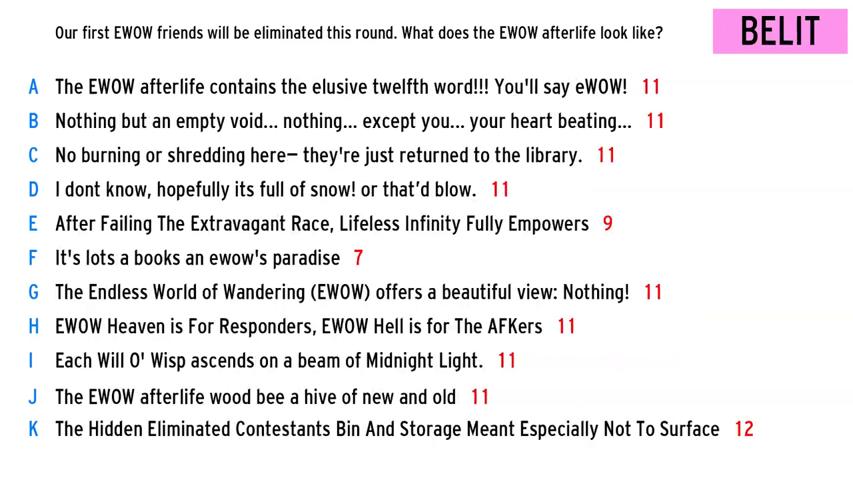 Our first EWOW friends will be eliminated this round. What does the EWOW afterlife look like?
BELIT
A The EWOW afterlife contains the elusive twelfth word!!! You'll say eWOW! 11
B Nothing but an empty void... nothing... except you... your heart beating... 11
C No burning or shredding here— they're just returned to the library. 11
D I dont know, hopefully its full of snow! or that’d blow. 11
E After Failing The Extravagant Race, Lifeless Infinity Fully Empowers 9
F It's lots a books an ewow's paradise 7
G The Endless World of Wandering (EWOW) offers a beautiful view: Nothing! 11
H EWOW Heaven is For Responders, EWOW Hell is for The AFKers 11
I Each Will O' Wisp ascends on a beam of Midnight Light. 11
J The EWOW afterlife wood bee a hive of new and old 11
K The Hidden Eliminated Contestants Bin And Storage Meant Especially Not To Surface 12